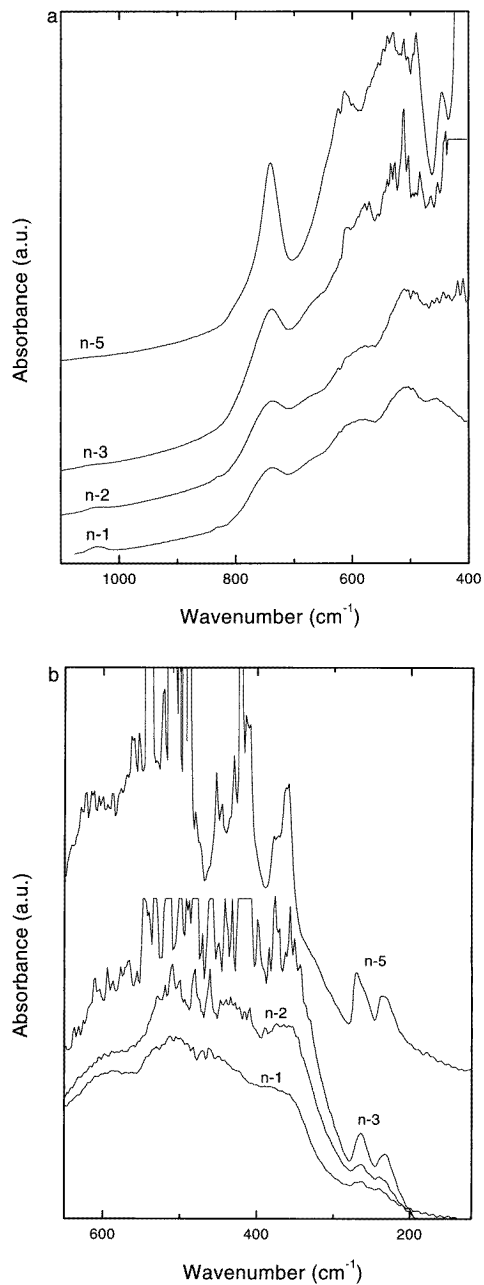 a
Absorbance (a.u.)
n-5
n-3
n-2
n-1
1000 800 600 400
Wavenumber (cm⁻¹)
b
Absorbance (a.u.)
n-5
n-2
n-1
n-3
600 400 200
Wavenumber (cm⁻¹)